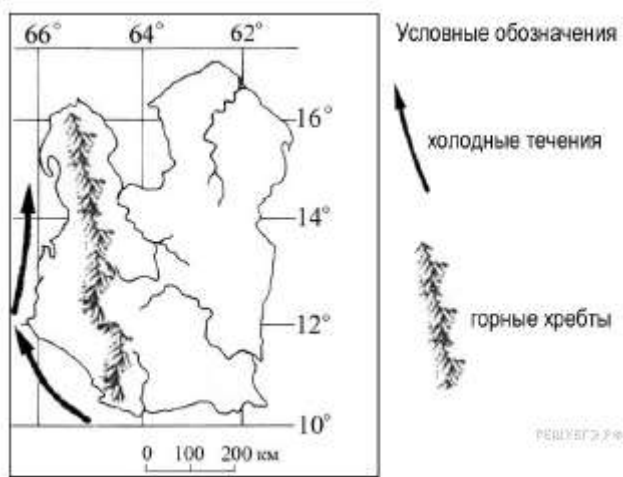 66° 64° 62°
16°
14°
12°
10°
0 100 200 км
Условные обозначения
холодные течения
горные хребты
РЕШУЕГЭ.РФ